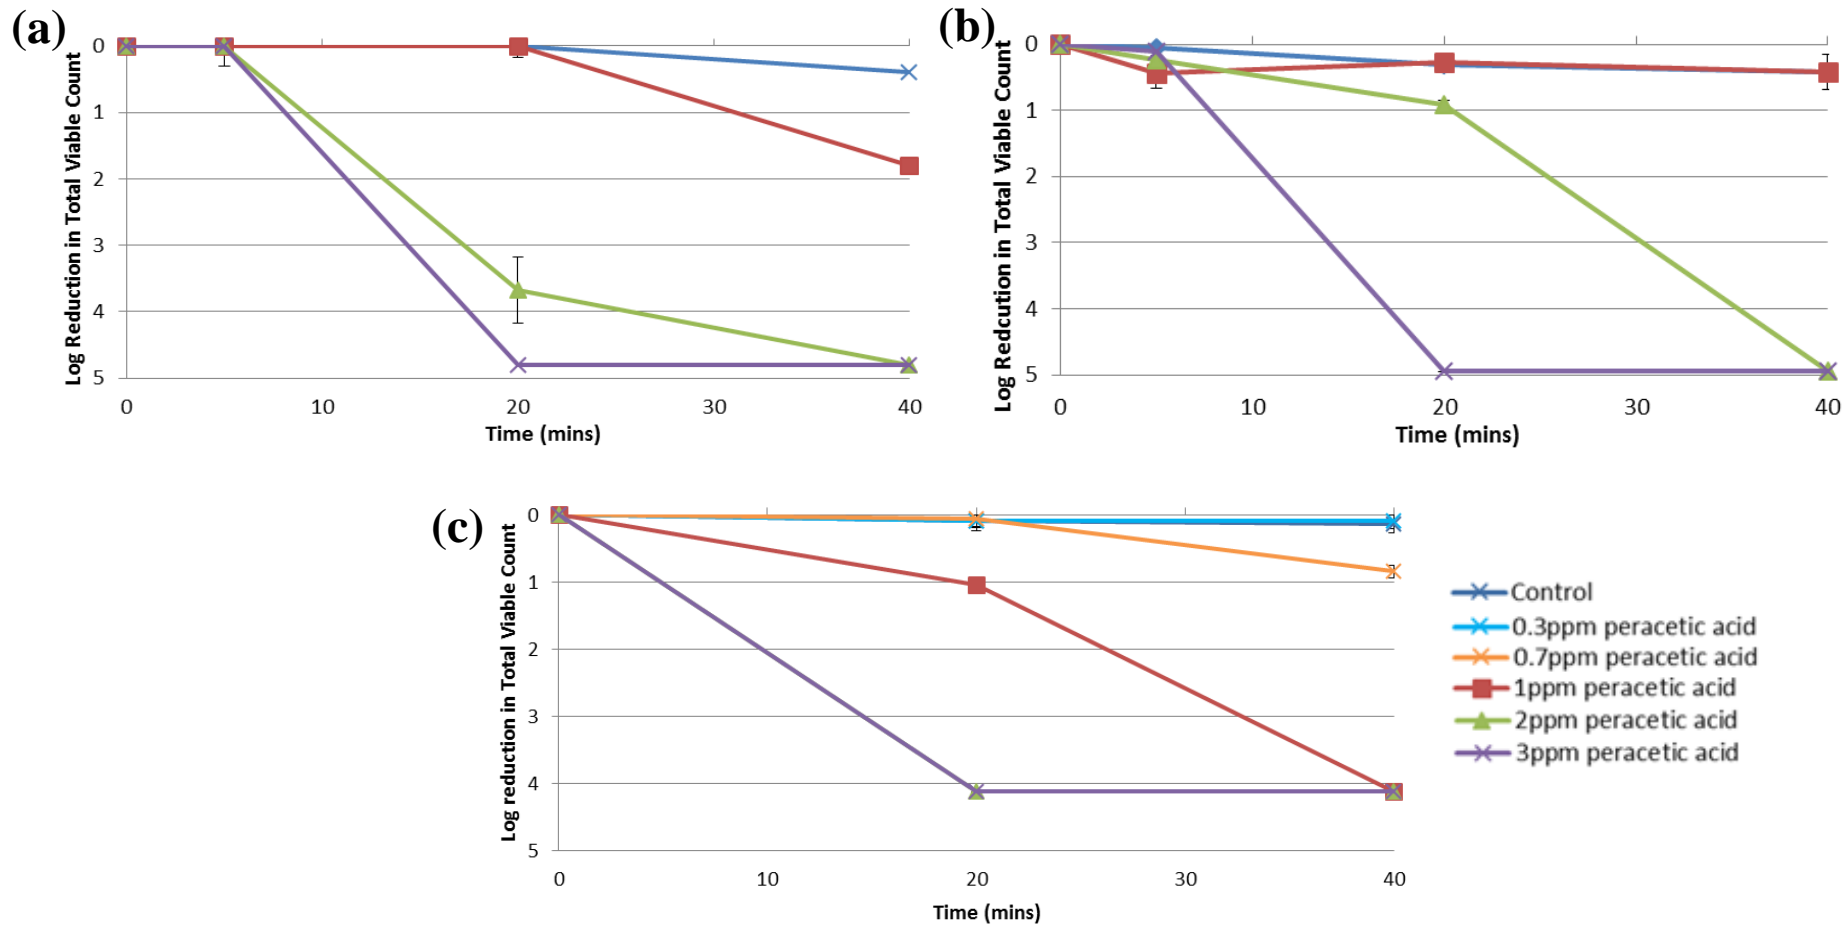 (a)
Log Reduction in Total Viable Count
0
1
2
3
4
5
0 10 20 30 40
Time (mins)
(b)
Log Redcution in Total Viable Count
0
1
2
3
4
5
0 10 20 30 40
Time (mins)
(c)
Log reduction in Total Viable Count
0
1
2
3
4
5
0 10 20 30 40
Time (mins)
Control
0.3ppm peracetic acid
0.7ppm peracetic acid
1ppm peracetic acid
2ppm peracetic acid
3ppm peracetic acid